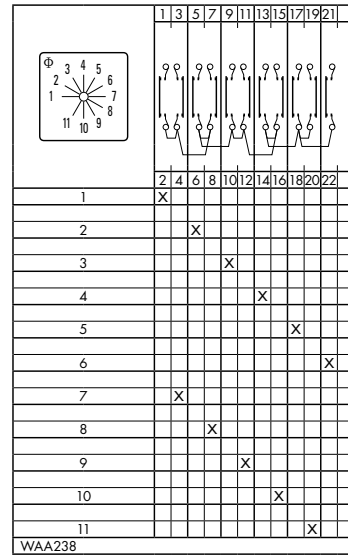 1 3 5 7 9 11 13 15 17 19 21
Φ
1 2 3 4 5 6 7 8 9 10 11
2 4 6 8 10 12 14 16 18 20 22
1 X
2 X
3 X
4 X
5 X
6 X
7 X
8 X
9 X
10 X
11 X
WAA238